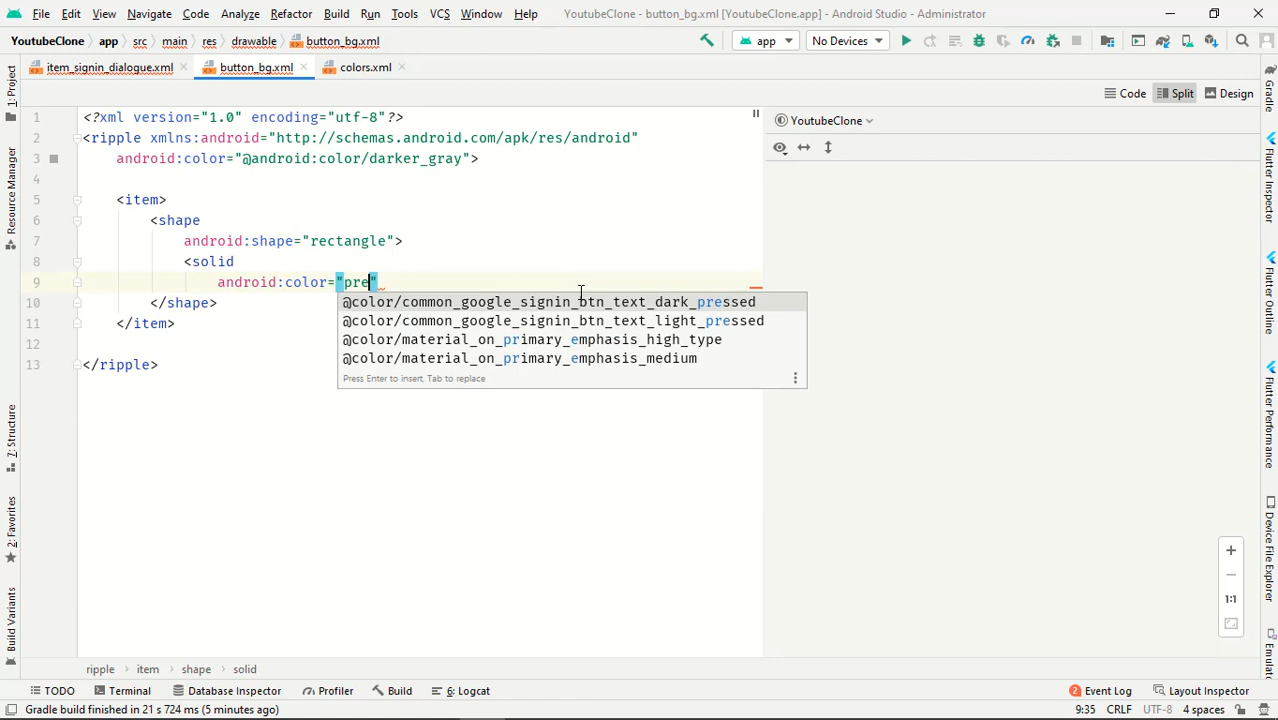 File Edit View Navigate Code Analyze Refactor Build Run Tools VCS Window Help YoutubeClone - button_bg.xml [YoutubeClone.app] - Android Studio - Administrator
YoutubeClone app src main res drawable button_bg.xml app No Devices
item_signin_dialogue.xml button_bg.xml colors.xml
Code Split Design
1 <?xml version="1.0" encoding="utf-8"?>
2 <ripple xmlns:android="http://schemas.android.com/apk/res/android"
3 android:color="@android:color/darker_gray">
4
5 <item>
6 <shape
7 android:shape="rectangle">
8 <solid
9 android:color="pre"
10 </shape>
11 </item>
12
13 </ripple>
@color/common_google_signin_btn_text_dark_pressed
@color/common_google_signin_btn_text_light_pressed
@color/material_on_primary_emphasis_high_type
@color/material_on_primary_emphasis_medium
Press Enter to insert, Tab to replace
YoutubeClone
1:1
1: Project
Resource Manager
Z: Structure
2: Favorites
Build Variants
Gradle
Flutter Inspector
Flutter Outline
Flutter Performance
Device File Explorer
ripple item shape solid
TODO Terminal Database Inspector Profiler Build 6: Logcat 2 Event Log Layout Inspector
Gradle build finished in 21 s 724 ms (5 minutes ago) 9:35 CRLF UTF-8 4 spaces